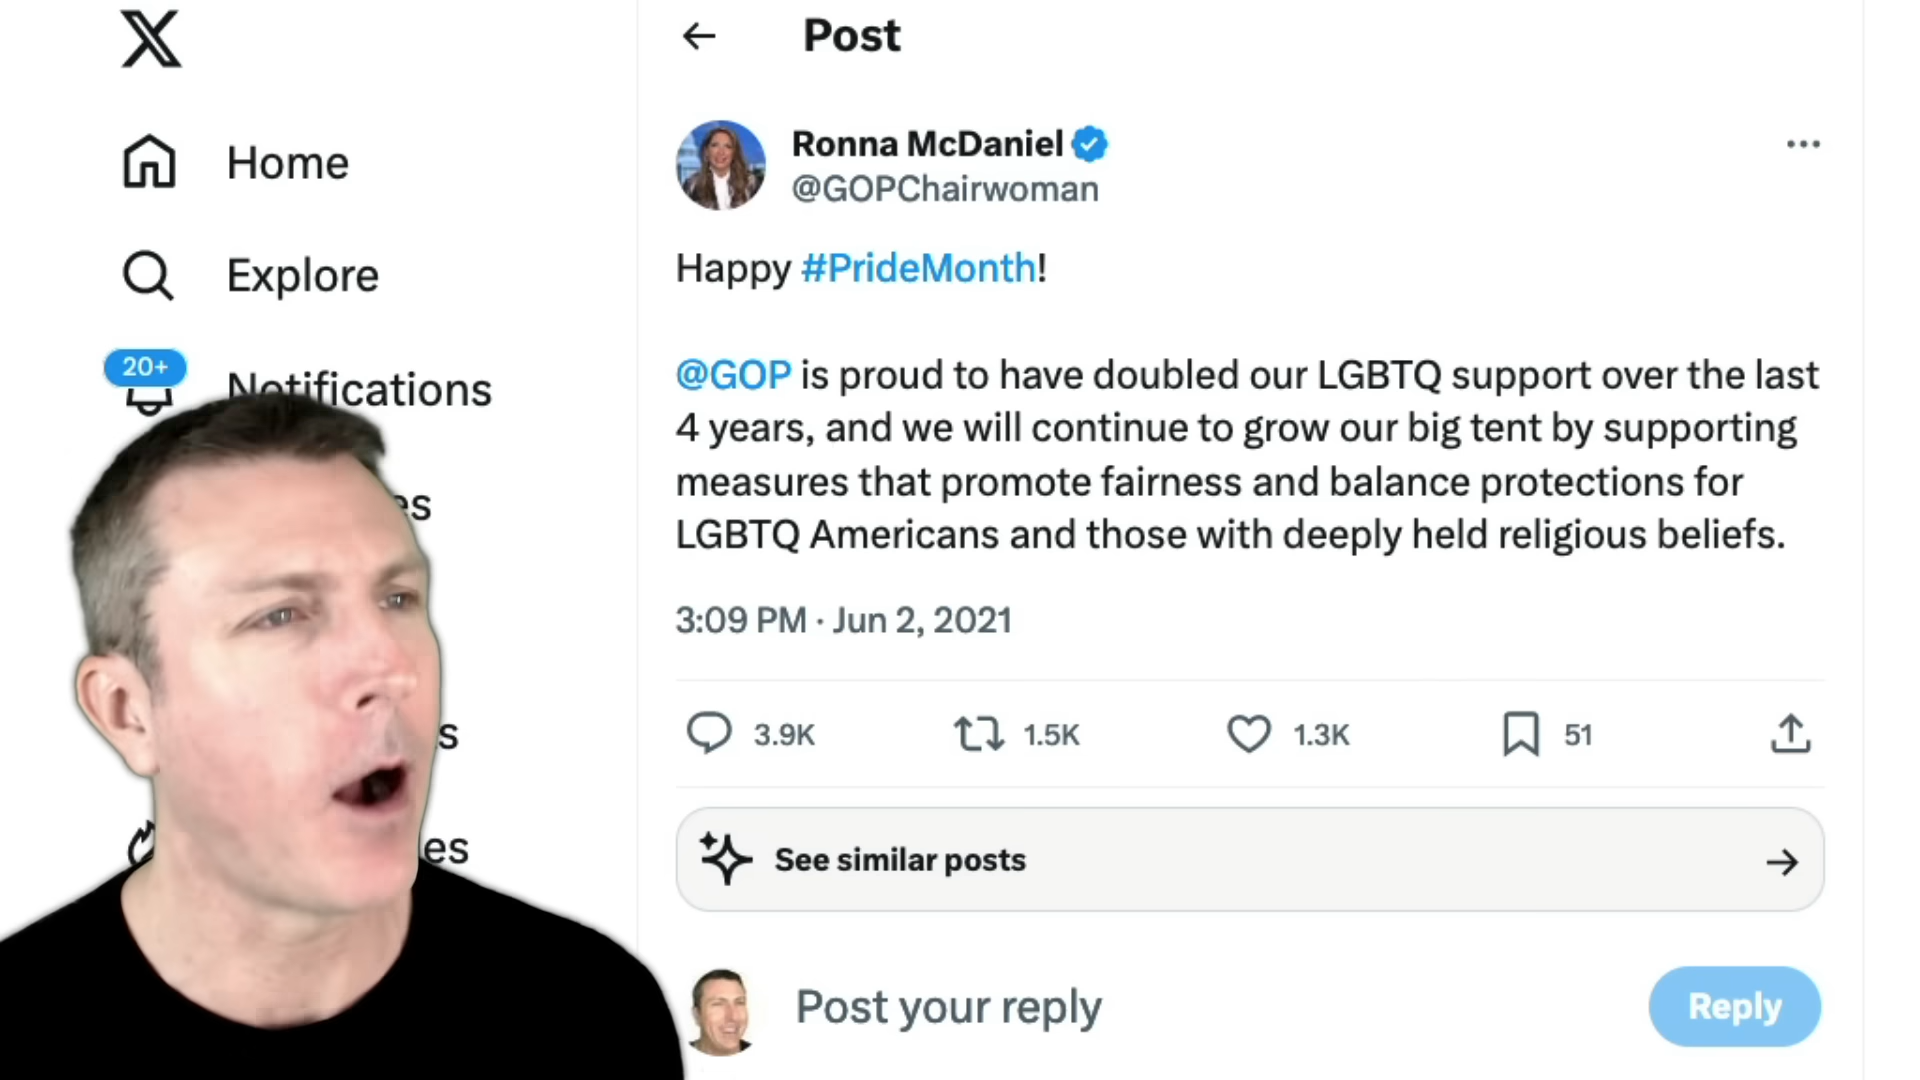 Post
Home
Explore
20+
Notifications
es
s
es
Ronna McDaniel
@GOPChairwoman
Happy #PrideMonth!
@GOP is proud to have doubled our LGBTQ support over the last
4 years, and we will continue to grow our big tent by supporting
measures that promote fairness and balance protections for
LGBTQ Americans and those with deeply held religious beliefs.
3:09 PM · Jun 2, 2021
3.9K 1.5K 1.3K 51
See similar posts
Post your reply
Reply